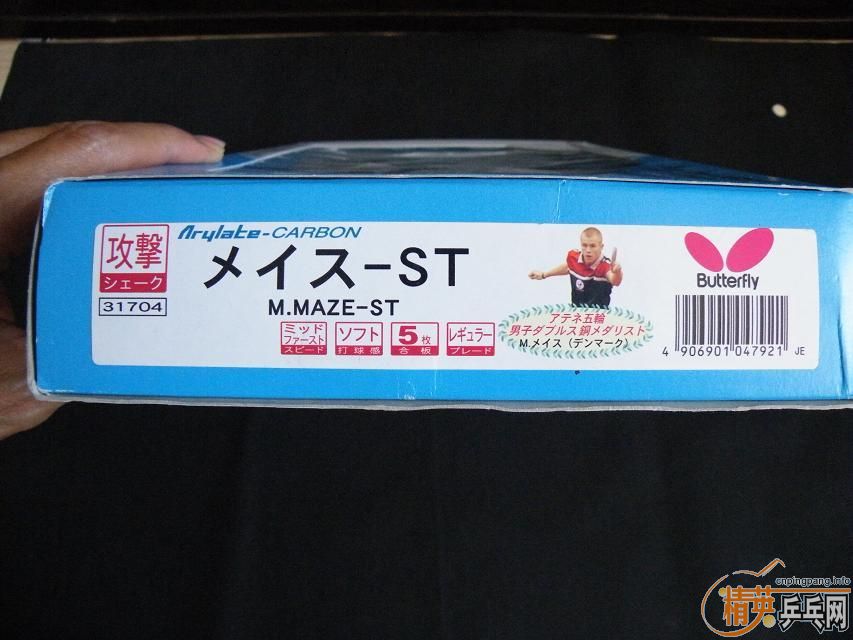 攻撃
シェーク
31704
Arylate-CARBON
メイス-ST
M.MAZE-ST
ミッド
ファースト
スピード
ソフト
打球感
5枚
合板
レギュラー
ブレード
アテネ五輪
男子ダブルス銅メダリスト
M.メイス（デンマーク）
Butterfly
4 906901 047921 JE
cnpingpang.info
精英乒乓网